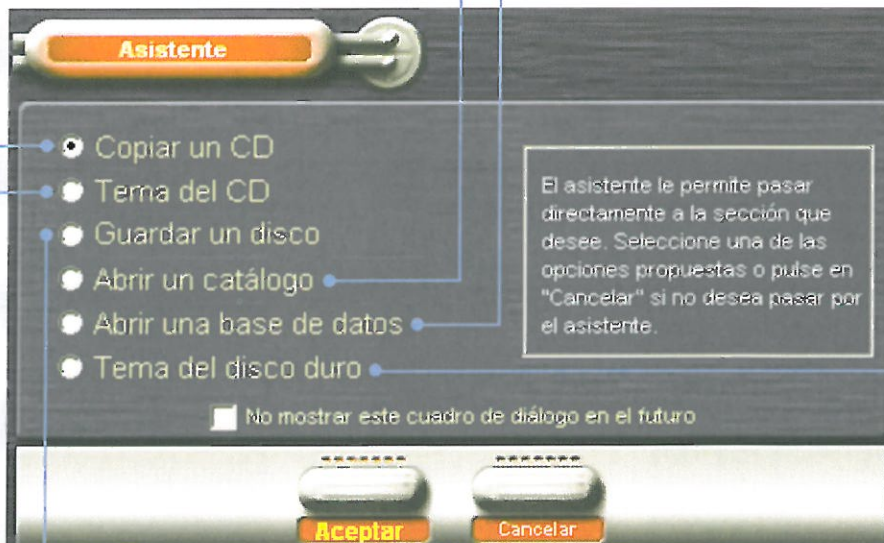 Asistente
Copiar un CD
Tema del CD
Guardar un disco
Abrir un catálogo
Abrir una base de datos
Tema del disco duro
El asistente le permite pasar
directamente a la sección que
desee. Seleccione una de las
opciones propuestas o pulse en
"Cancelar" si no desea pasar por
el asistente.
No mostrar este cuadro de diálogo en el futuro
Aceptar
Cancelar